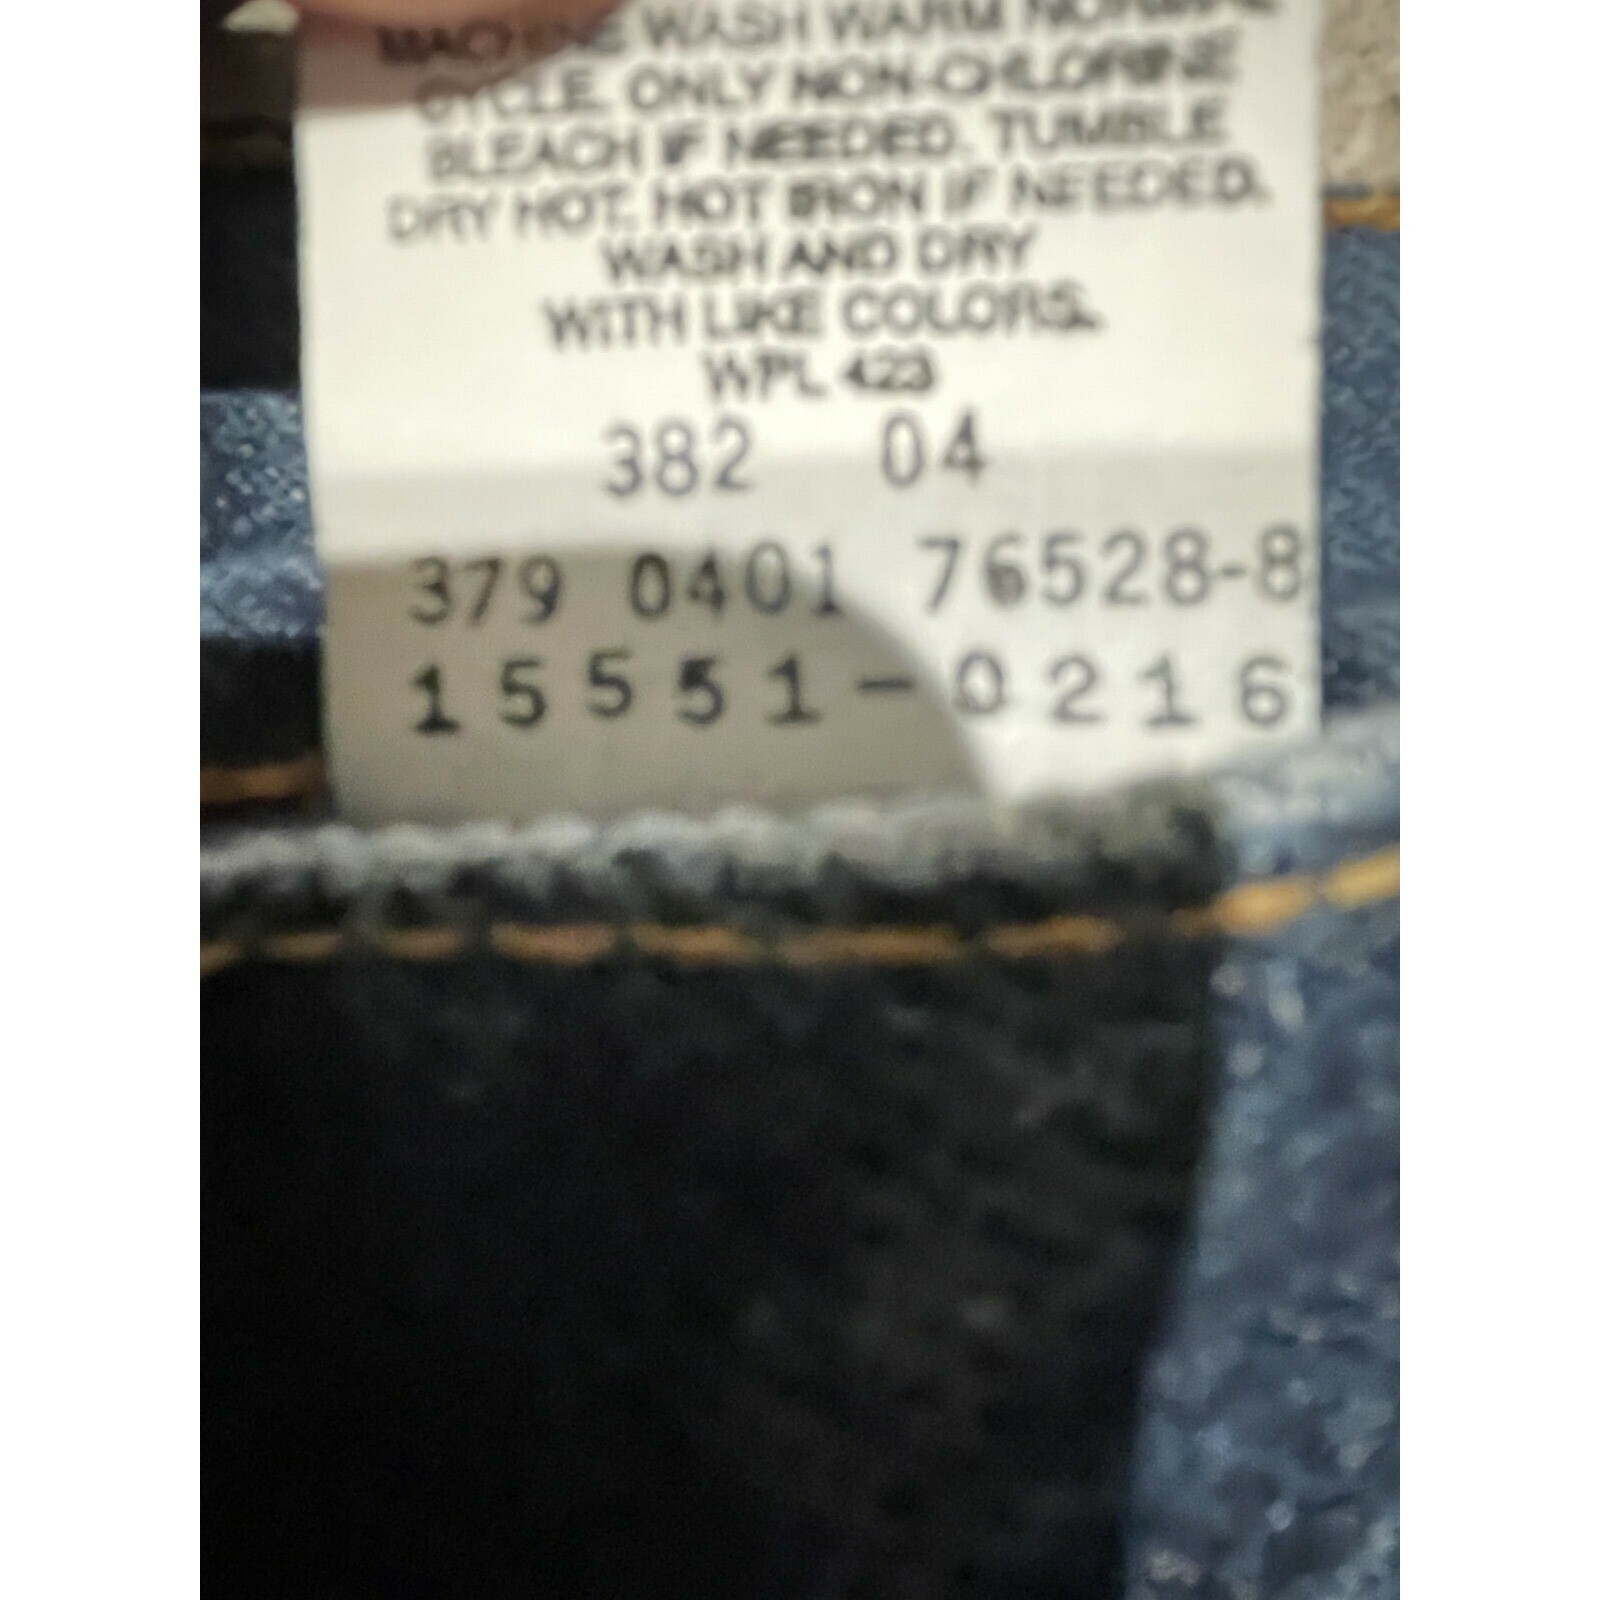 MACHINE WASH WARM NORMAL
CYCLE. ONLY NON-CHLORINE
BLEACH IF NEEDED. TUMBLE
DRY HOT. HOT IRON IF NEEDED.
WASH AND DRY
WITH LIKE COLORS.
WPL 423
382 04
379 0401 76528-8
15551-0216